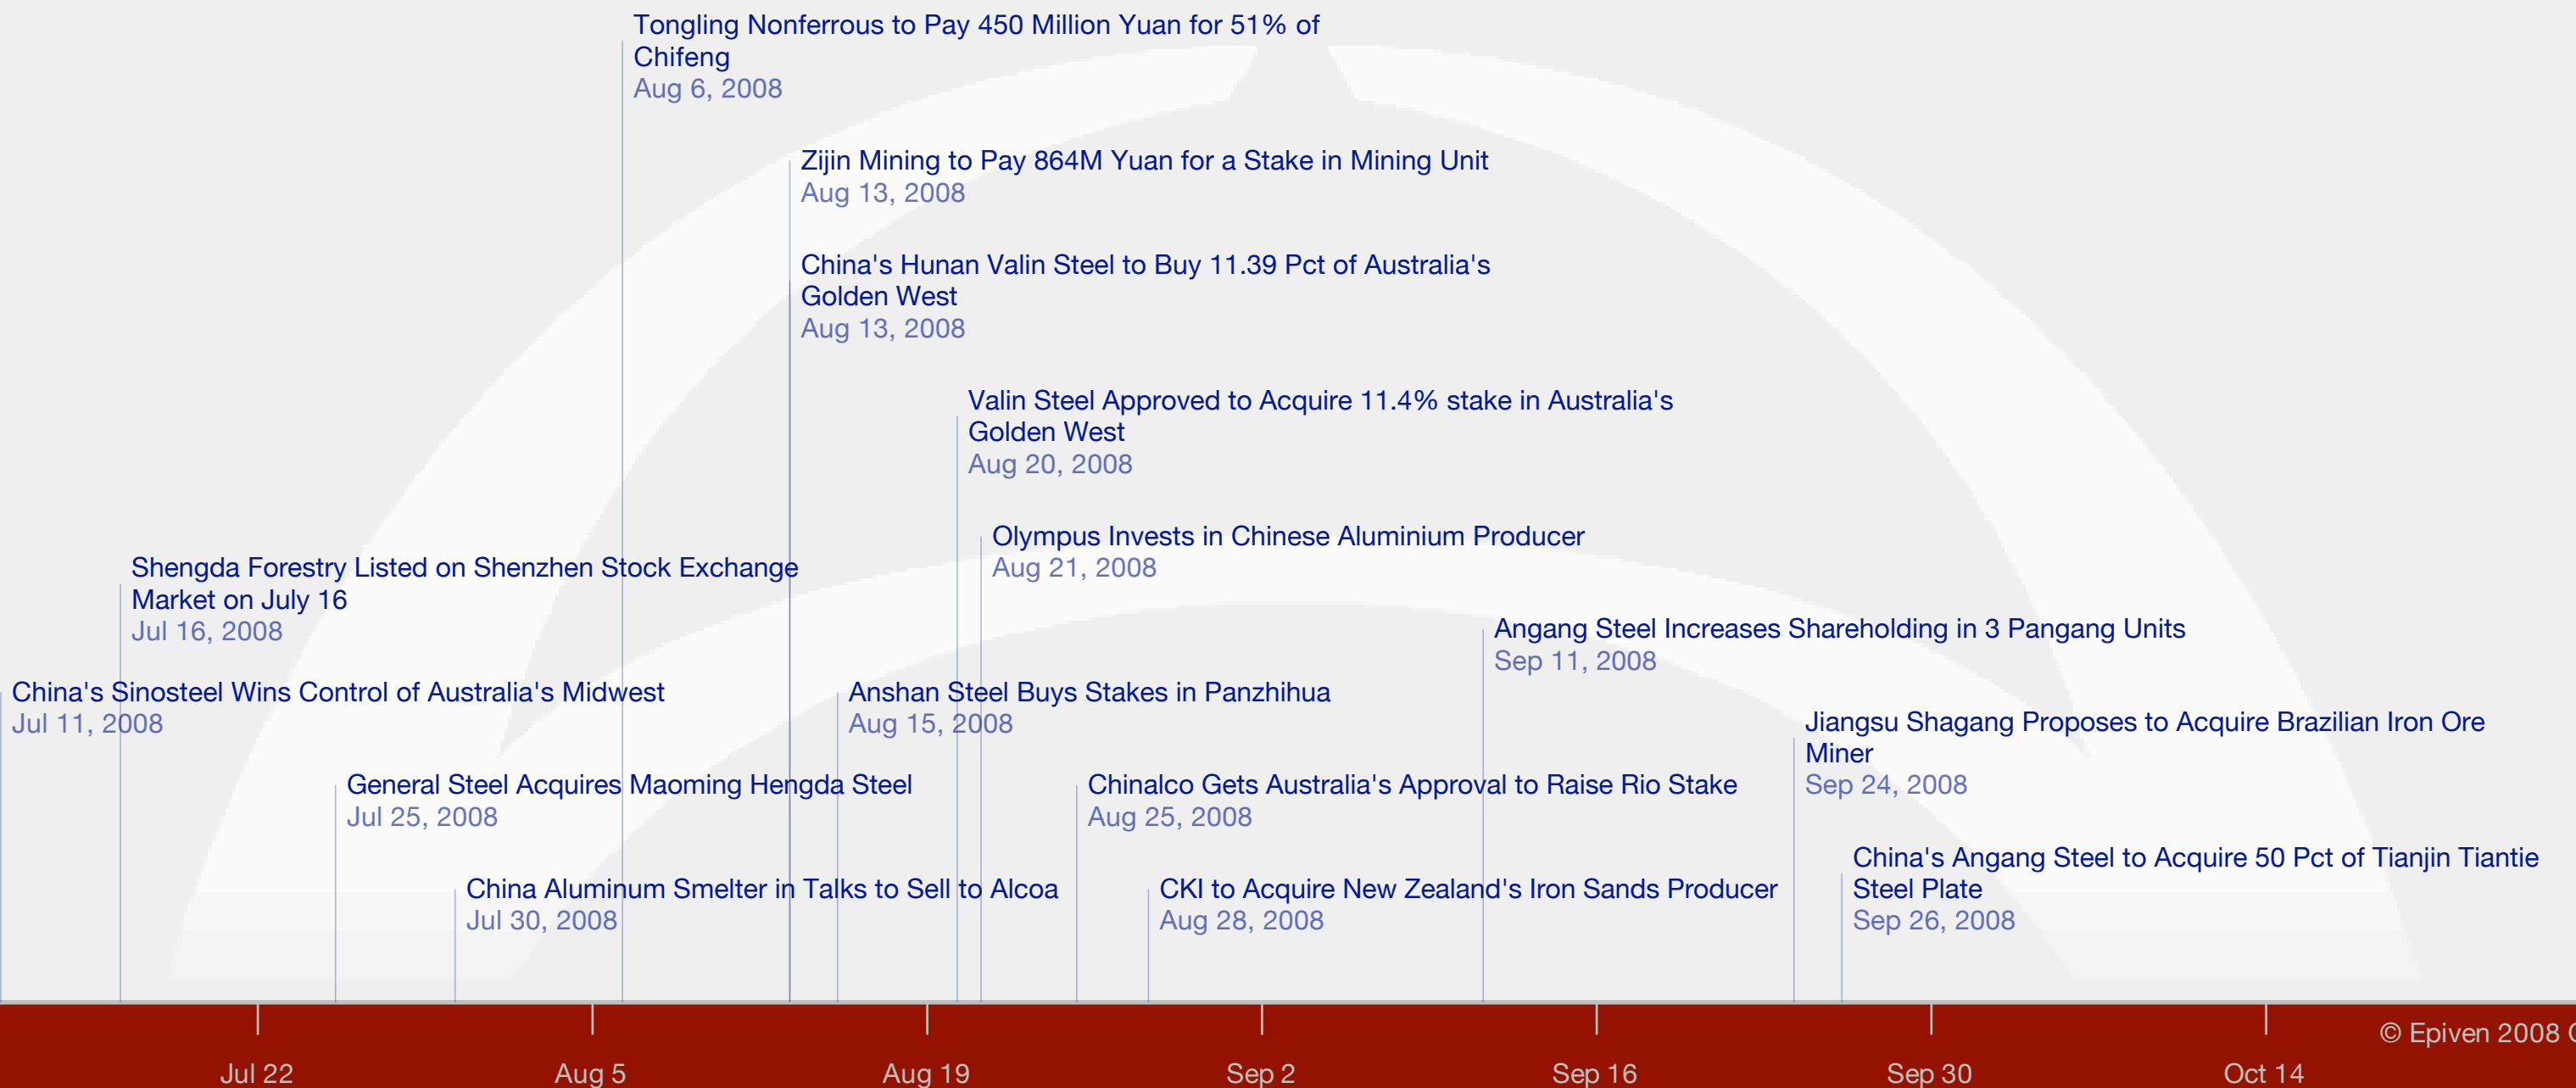 Tongling Nonferrous to Pay 450 Million Yuan for 51% of
Chifeng
Aug 6, 2008
Zijin Mining to Pay 864M Yuan for a Stake in Mining Unit
Aug 13, 2008
China's Hunan Valin Steel to Buy 11.39 Pct of Australia's
Golden West
Aug 13, 2008
Valin Steel Approved to Acquire 11.4% stake in Australia's
Golden West
Aug 20, 2008
Olympus Invests in Chinese Aluminium Producer
Aug 21, 2008
Shengda Forestry Listed on Shenzhen Stock Exchange
Market on July 16
Jul 16, 2008
Angang Steel Increases Shareholding in 3 Pangang Units
Sep 11, 2008
China's Sinosteel Wins Control of Australia's Midwest
Jul 11, 2008
Anshan Steel Buys Stakes in Panzhihua
Aug 15, 2008
Jiangsu Shagang Proposes to Acquire Brazilian Iron Ore
Miner
Sep 24, 2008
General Steel Acquires Maoming Hengda Steel
Jul 25, 2008
Chinalco Gets Australia's Approval to Raise Rio Stake
Aug 25, 2008
China's Angang Steel to Acquire 50 Pct of Tianjin Tiantie
Steel Plate
Sep 26, 2008
China Aluminum Smelter in Talks to Sell to Alcoa
Jul 30, 2008
CKI to Acquire New Zealand's Iron Sands Producer
Aug 28, 2008
© Epiven 2008
Jul 22
Aug 5
Aug 19
Sep 2
Sep 16
Sep 30
Oct 14